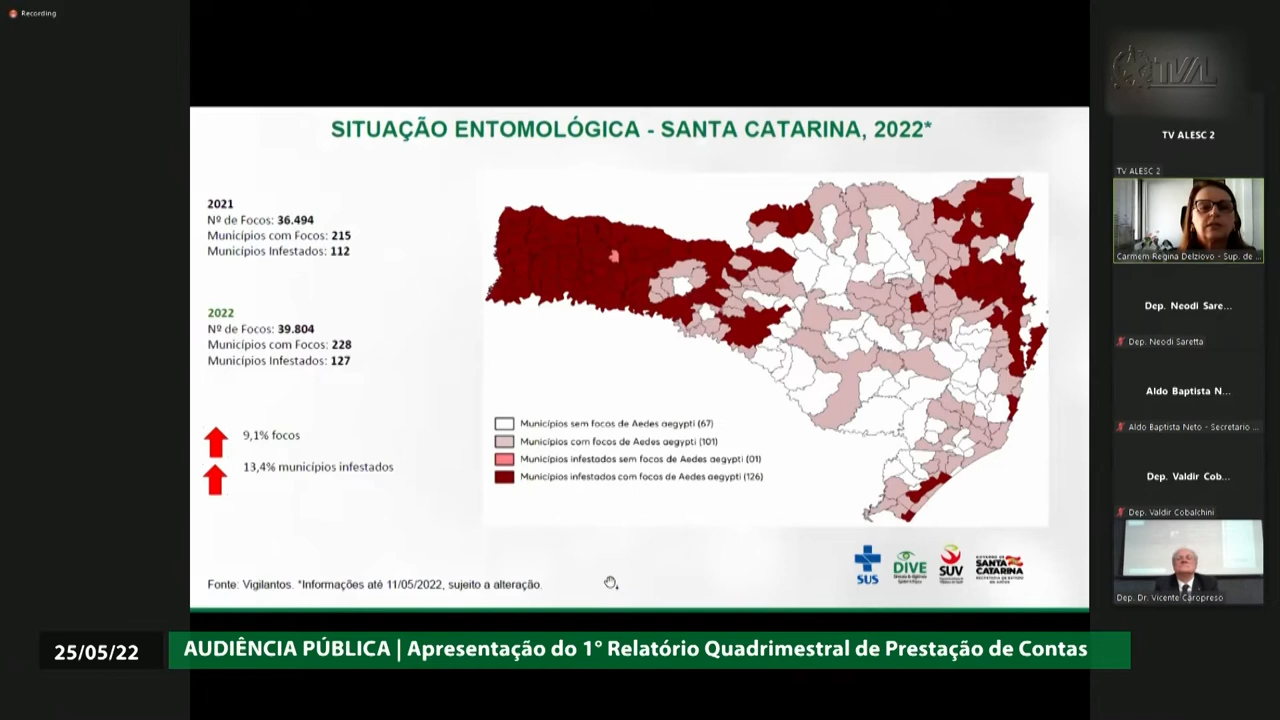 Recording
SITUAÇÃO ENTOMOLÓGICA - SANTA CATARINA, 2022*
2021
Nº de Focos: 36.494
Municípios com Focos: 215
Municípios Infestados: 112
2022
Nº de Focos: 39.804
Municípios com Focos: 228
Municípios Infestados: 127
9,1% focos
13,4% municípios infestados
Municípios sem focos de Aedes aegypti (67)
Municípios com focos de Aedes aegypti (101)
Municípios infestados sem focos de Aedes aegypti (01)
Municípios infestados com focos de Aedes aegypti (126)
Fonte: Vigilantos. *Informações até 11/05/2022, sujeito a alteração.
SUS
DIVE
SUV
GOVERNO DE
SANTA
CATARINA
TVAL
TV ALESC 2
TV ALESC 2
Carmem Regina Delziovo - Sup. de ...
Dep. Neodi Sare...
Dep. Neodi Saretta
Aldo Baptista N...
Aldo Baptista Neto - Secretario ...
Dep. Valdir Cob...
Dep. Valdir Cobalchini
Dep. Dr. Vicente Caropreso
25/05/22
AUDIÊNCIA PÚBLICA | Apresentação do 1° Relatório Quadrimestral de Prestação de Contas